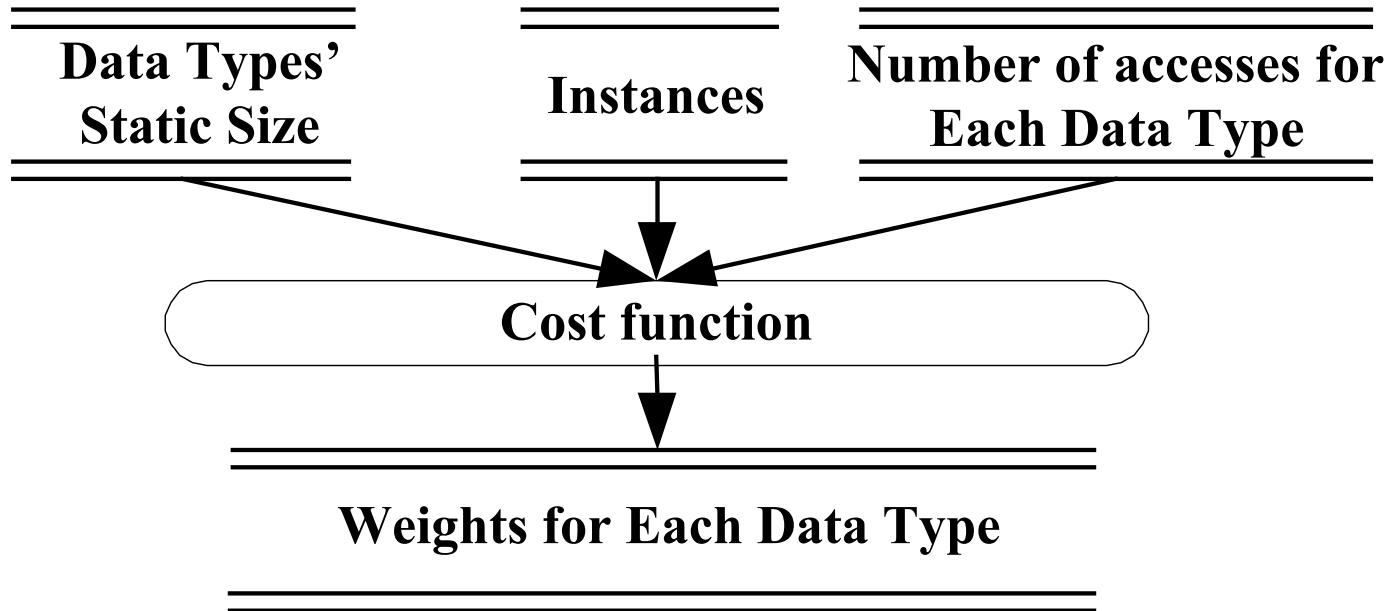 Data Types’
Static Size
Instances
Number of accesses for
Each Data Type
Cost function
Weights for Each Data Type